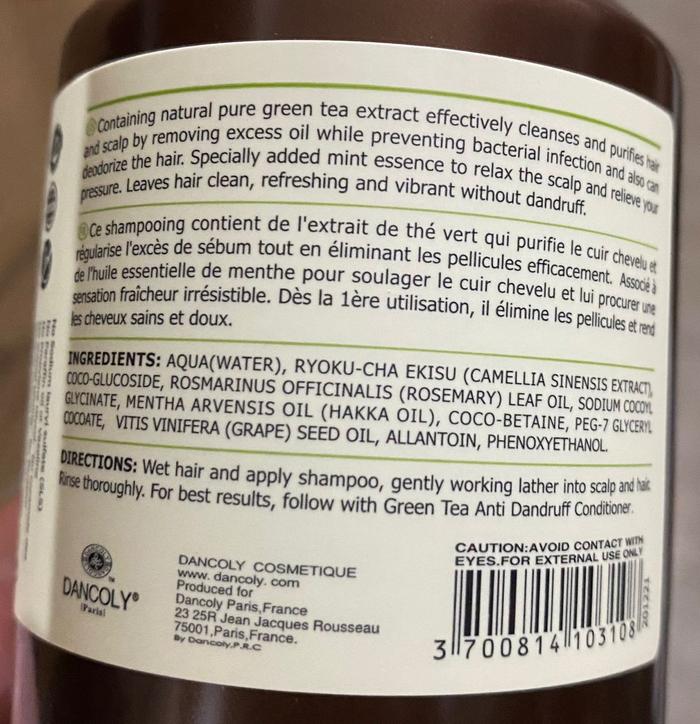 Containing natural pure green tea extract effectively cleanses and purifies hair
and scalp by removing excess oil while preventing bacterial infection and also can
deodorize the hair. Specially added mint essence to relax the scalp and relieve your
pressure. Leaves hair clean, refreshing and vibrant without dandruff.
Ce shampooing contient de l'extrait de thé vert qui purifie le cuir chevelu et
régularise l'excès de sébum tout en éliminant les pellicules efficacement. Associé à
de l'huile essentielle de menthe pour soulager le cuir chevelu et lui procurer une
sensation fraîcheur irrésistible. Dès la 1ère utilisation, il élimine les pellicules et rend
les cheveux sains et doux.
INGREDIENTS: AQUA(WATER), RYOKU-CHA EKISU (CAMELLIA SINENSIS EXTRACT),
COCO-GLUCOSIDE, ROSMARINUS OFFICINALIS (ROSEMARY) LEAF OIL, SODIUM COCOYL
GLYCINATE, MENTHA ARVENSIS OIL (HAKKA OIL), COCO-BETAINE, PEG-7 GLYCERYL
COCOATE, VITIS VINIFERA (GRAPE) SEED OIL, ALLANTOIN, PHENOXYETHANOL.
DIRECTIONS: Wet hair and apply shampoo, gently working lather into scalp and hair.
Rinse thoroughly. For best results, follow with Green Tea Anti Dandruff Conditioner.
DANCOLY®
(Paris)
DANCOLY COSMETIQUE
www. dancoly. com
Produced for
Dancoly Paris,France
23 25R Jean Jacques Rousseau
75001,Paris,France.
By Dancoly.P.R.C
CAUTION:AVOID CONTACT WITH
EYES.FOR EXTERNAL USE ONLY
3 700814 103108
201221
No Sodium lauryl sulfate (SLS)